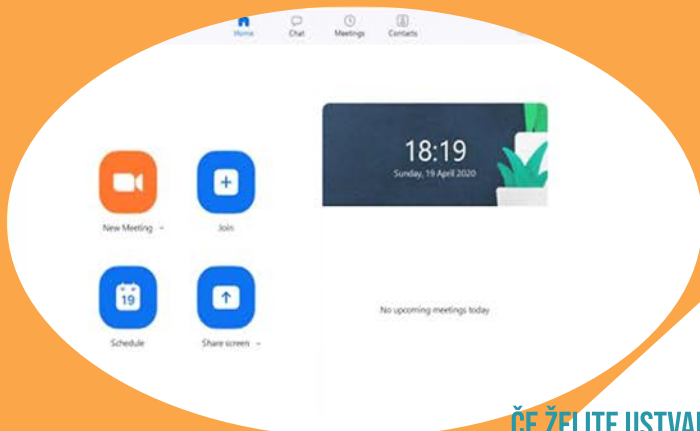 Home Chat Meetings Contacts
18:19
Sunday, 19 April 2020
New Meeting Join
19
Schedule Share screen
No upcoming meetings today
ČE ŽELITE